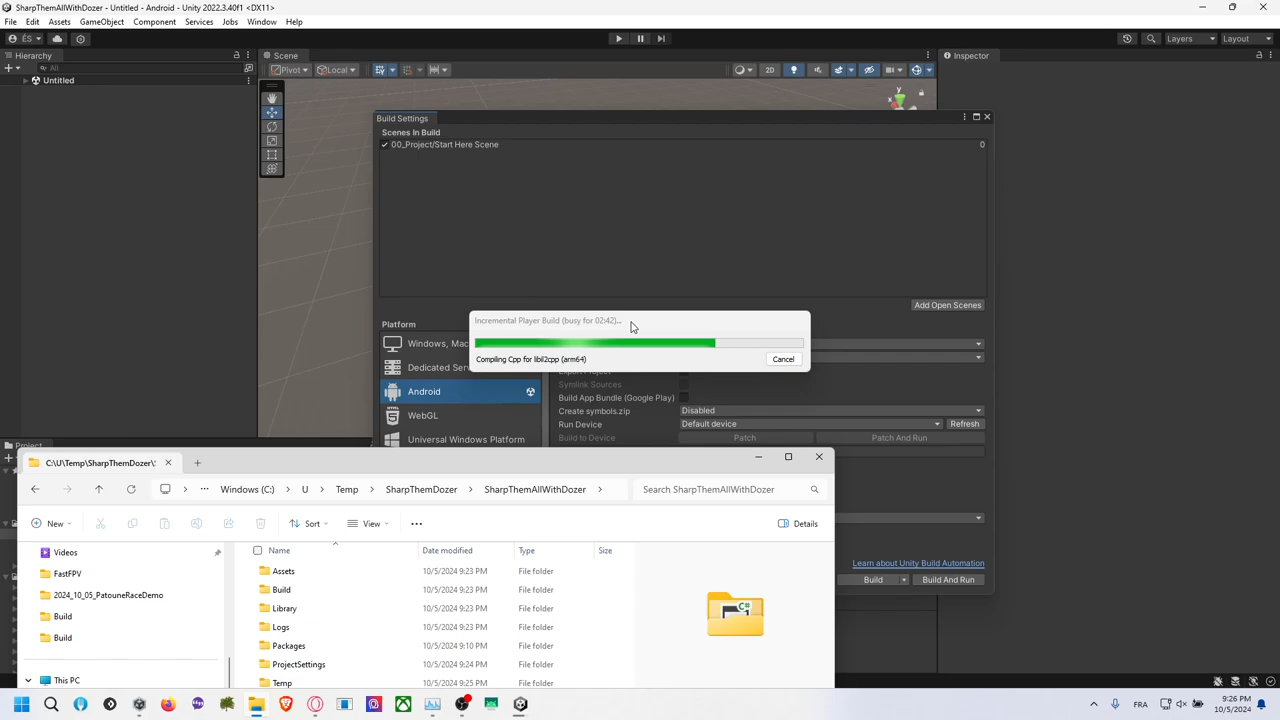 SharpThemAllWithDozer - Untitled - Android - Unity 2022.3.40f1 <DX11>
File Edit Assets GameObject Component Services Jobs Window Help
ÉS Layers Layout
Hierarchy Scene Inspector
All Pivot Local 2D
Untitled
y
Build Settings
Scenes In Build
00_Project/Start Here Scene 0
Add Open Scenes
Platform
Incremental Player Build (busy for 02:42)...
Windows, Mac
Compiling Cpp for libil2cpp (arm64) Cancel
Dedicated Serv
Export Project
Symlink Sources
Android
Build App Bundle (Google Play)
Create symbols.zip Disabled
WebGL
Run Device Default device Refresh
Build to Device Patch Patch And Run
Universal Windows Platform
Project
Learn about Unity Build Automation
Build Build And Run
C:\U\Temp\SharpThemDozer\
Windows (C:) U Temp SharpThemDozer SharpThemAllWithDozer Search SharpThemAllWithDozer
New Sort View Details
Name Date modified Type Size
Videos
FastFPV
2024_10_05_PatouneRaceDemo
Build
Build
This PC
Assets 10/5/2024 9:23 PM File folder
Build 10/5/2024 9:23 PM File folder
Library 10/5/2024 9:23 PM File folder
Logs 10/5/2024 9:23 PM File folder
Packages 10/5/2024 9:10 PM File folder
ProjectSettings 10/5/2024 9:24 PM File folder
Temp 10/5/2024 9:25 PM File folder
C#
FRA 9:26 PM
10/5/2024